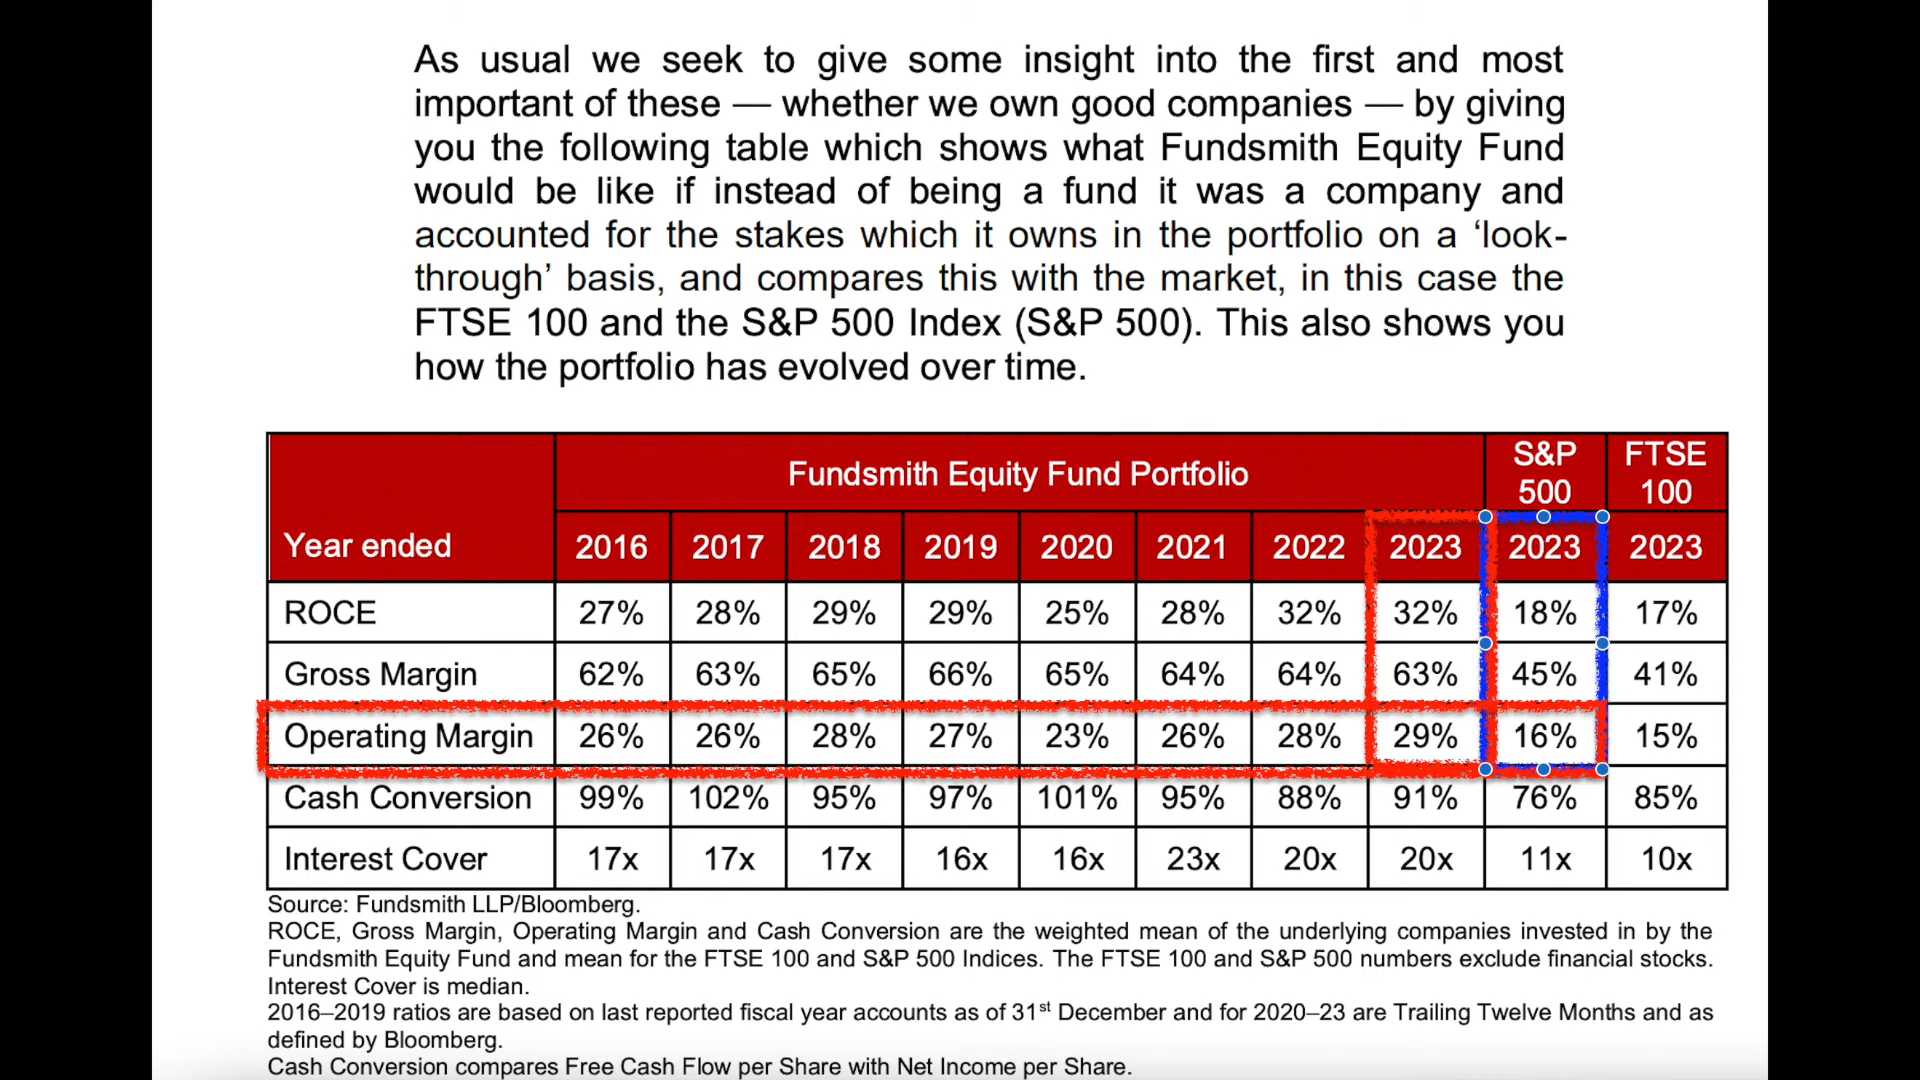 As usual we seek to give some insight into the first and most
important of these — whether we own good companies — by giving
you the following table which shows what Fundsmith Equity Fund
would be like if instead of being a fund it was a company and
accounted for the stakes which it owns in the portfolio on a ‘look-
through’ basis, and compares this with the market, in this case the
FTSE 100 and the S&P 500 Index (S&P 500). This also shows you
how the portfolio has evolved over time.
Fundsmith Equity Fund Portfolio S&P 500 FTSE 100
Year ended 2016 2017 2018 2019 2020 2021 2022 2023 2023 2023
ROCE 27% 28% 29% 29% 25% 28% 32% 32% 18% 17%
Gross Margin 62% 63% 65% 66% 65% 64% 64% 63% 45% 41%
Operating Margin 26% 26% 28% 27% 23% 26% 28% 29% 16% 15%
Cash Conversion 99% 102% 95% 97% 101% 95% 88% 91% 76% 85%
Interest Cover 17x 17x 17x 16x 16x 23x 20x 20x 11x 10x
Source: Fundsmith LLP/Bloomberg.
ROCE, Gross Margin, Operating Margin and Cash Conversion are the weighted mean of the underlying companies invested in by the
Fundsmith Equity Fund and mean for the FTSE 100 and S&P 500 Indices. The FTSE 100 and S&P 500 numbers exclude financial stocks.
Interest Cover is median.
2016–2019 ratios are based on last reported fiscal year accounts as of 31st December and for 2020–23 are Trailing Twelve Months and as
defined by Bloomberg.
Cash Conversion compares Free Cash Flow per Share with Net Income per Share.